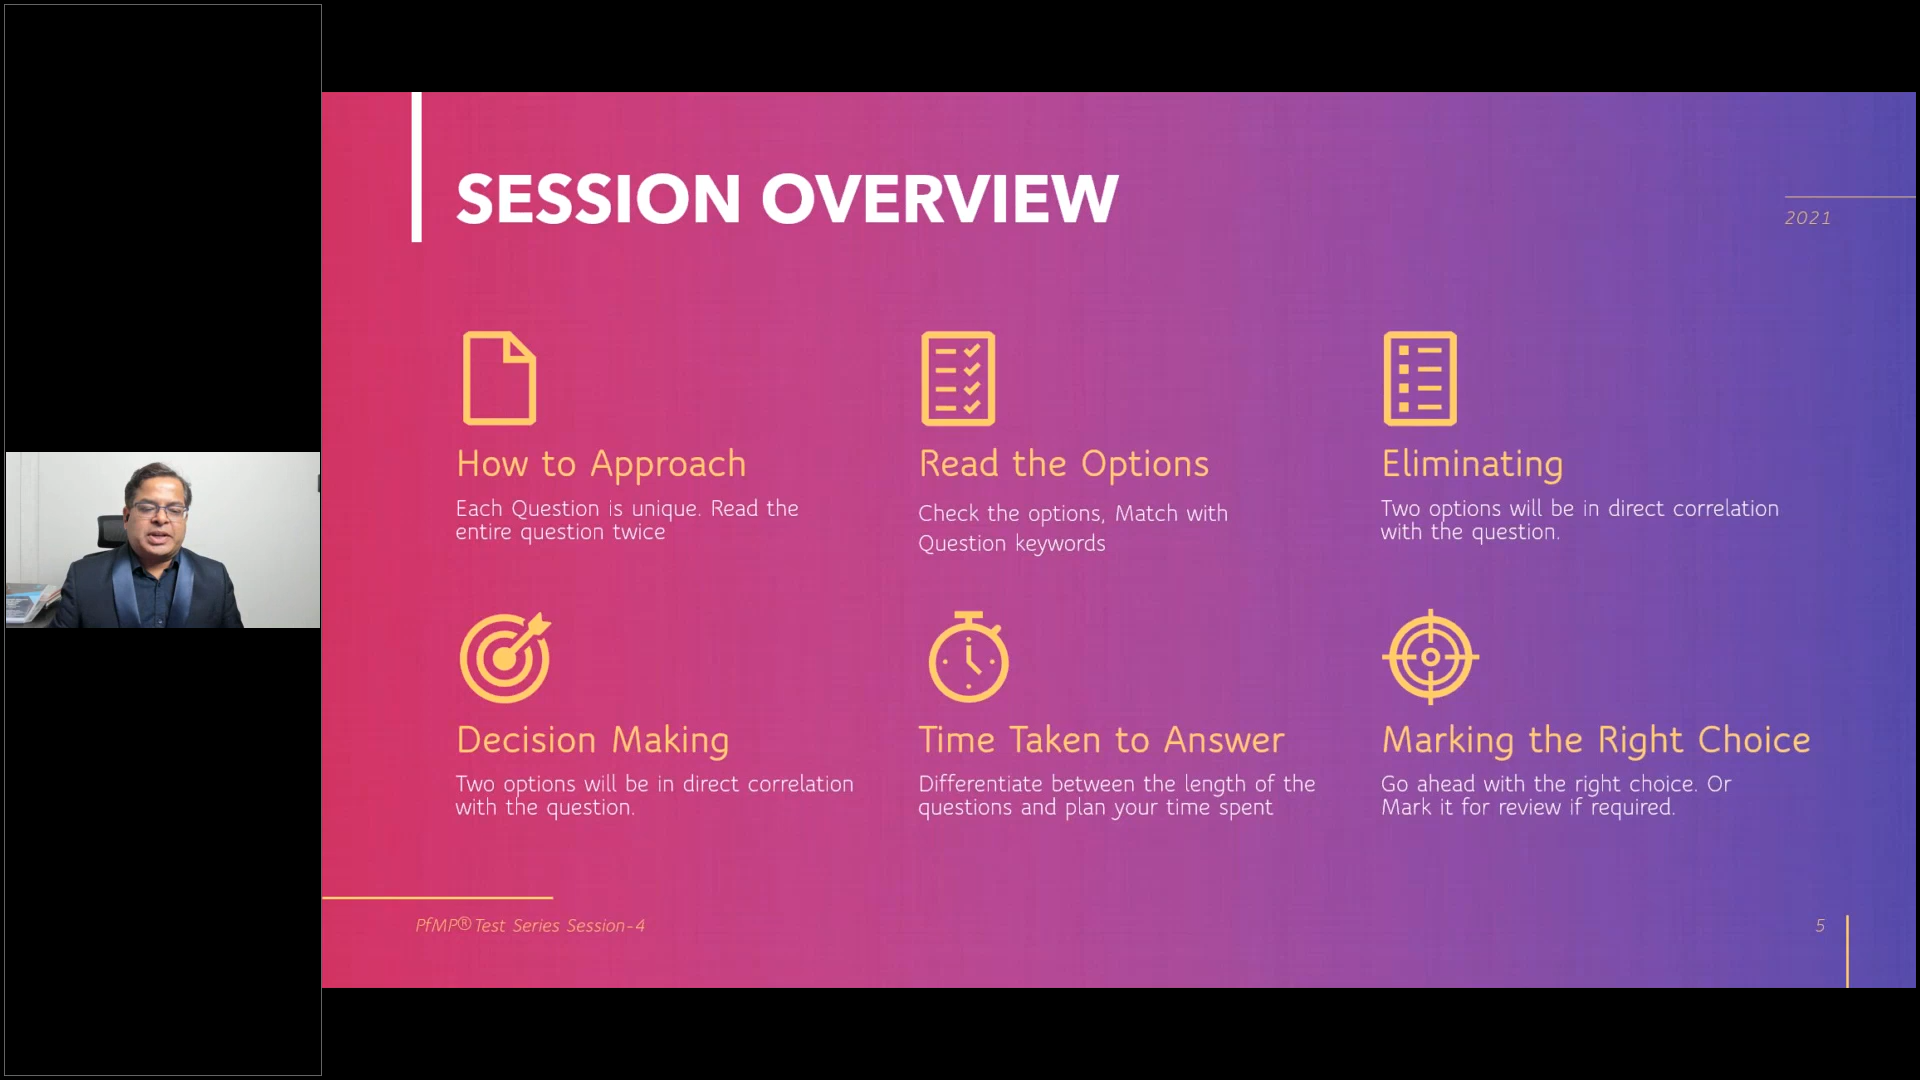 SESSION OVERVIEW
2021
How to Approach
Each Question is unique. Read the
entire question twice
Read the Options
Check the options, Match with
Question keywords
Eliminating
Two options will be in direct correlation
with the question.
Decision Making
Two options will be in direct correlation
with the question.
Time Taken to Answer
Differentiate between the length of the
questions and plan your time spent
Marking the Right Choice
Go ahead with the right choice. Or
Mark it for review if required.
PfMP® Test Series Session-4
5